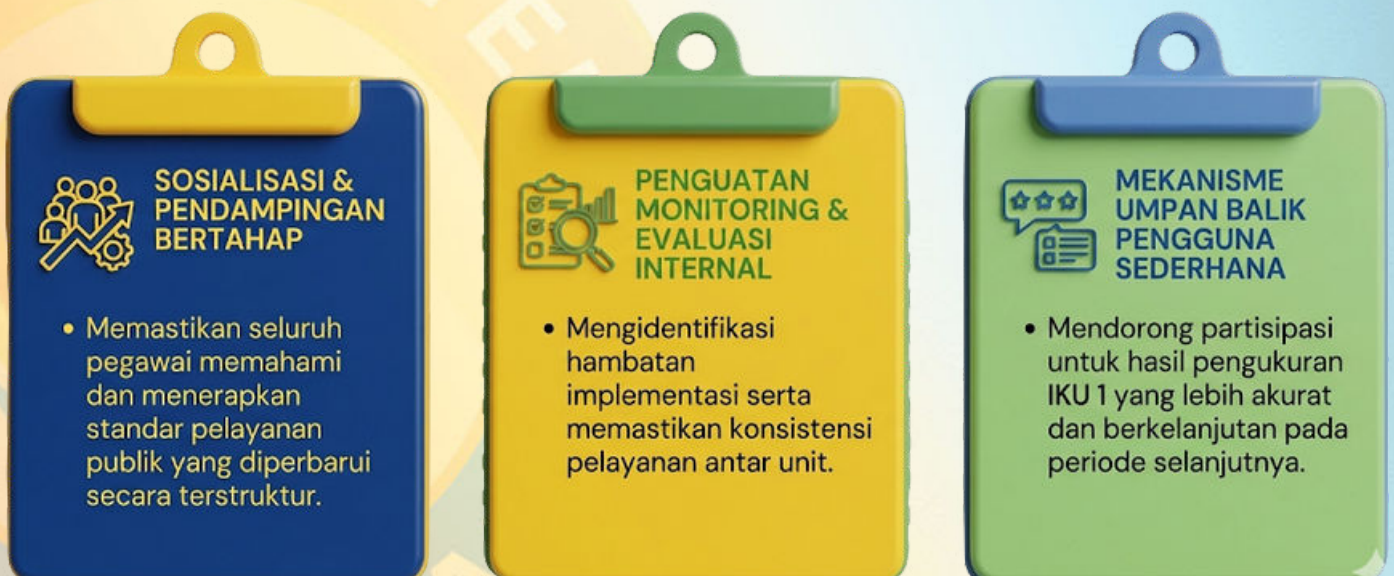 SOSIALISASI &
PENDAMPINGAN
BERTAHAP
• Memastikan seluruh
pegawai memahami
dan menerapkan
standar pelayanan
publik yang diperbarui
secara terstruktur.
PENGUATAN
MONITORING &
EVALUASI
INTERNAL
• Mengidentifikasi
hambatan
implementasi serta
memastikan konsistensi
pelayanan antar unit.
MEKANISME
UMPAN BALIK
PENGGUNA
SEDERHANA
• Mendorong partisipasi
untuk hasil pengukuran
IKU 1 yang lebih akurat
dan berkelanjutan pada
periode selanjutnya.